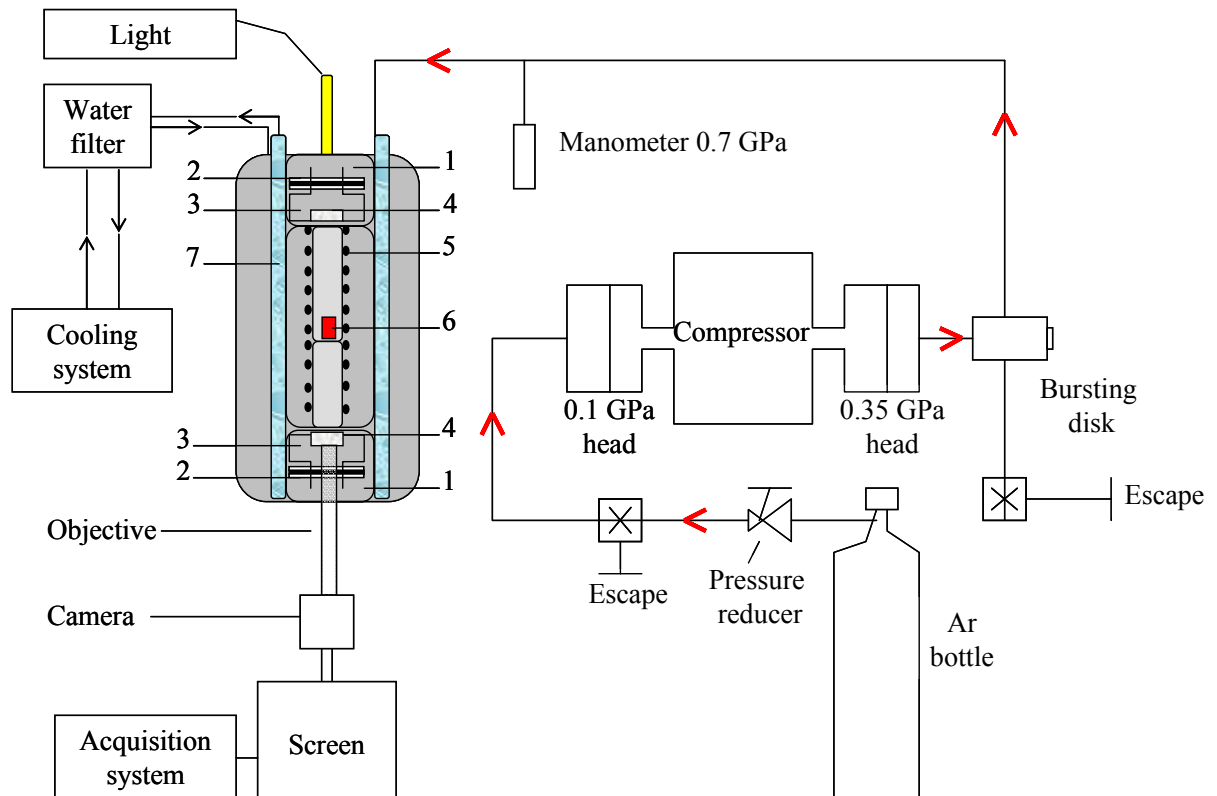 Light
Water
filter
Manometer 0.7 GPa
1
2
3
4
5
7
6
Cooling
system
Compressor
0.1 GPa
head
0.35 GPa
head
Bursting
disk
4
3
2
1
Objective
Escape
Escape
Pressure
reducer
Camera
Ar
bottle
Acquisition
system
Screen